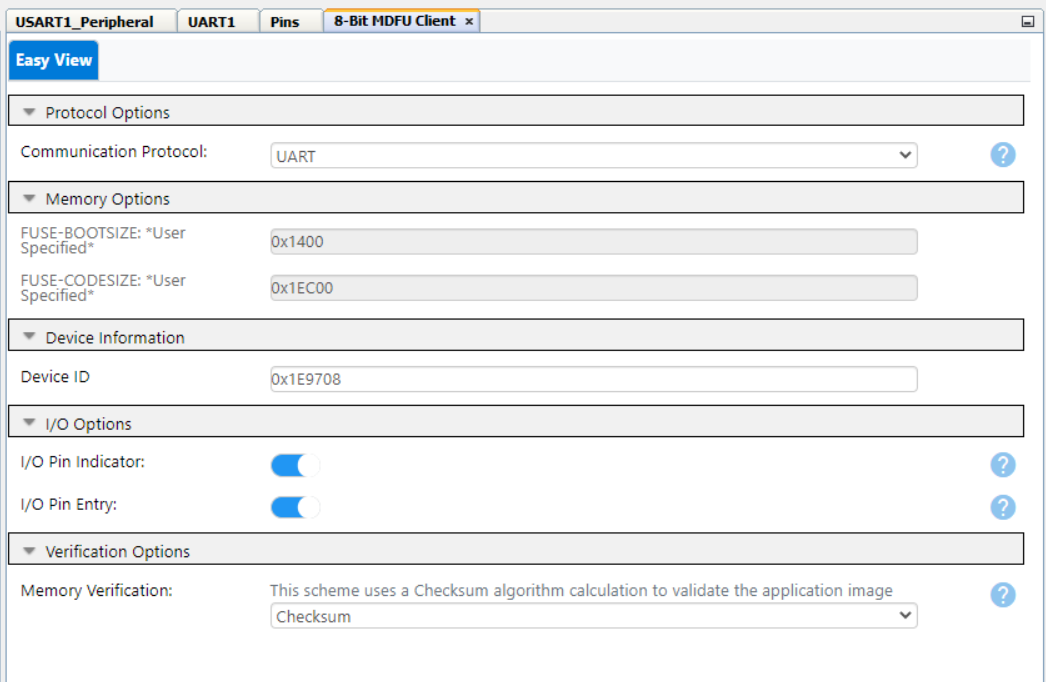 USART1_Peripheral UART1 Pins 8-Bit MDFU Client ×
Easy View
Protocol Options
Communication Protocol: UART ?
Memory Options
FUSE-BOOTSIZE: *User
Specified*
0x1400
FUSE-CODESIZE: *User
Specified*
0x1EC00
Device Information
Device ID 0x1E9708
I/O Options
I/O Pin Indicator: ?
I/O Pin Entry: ?
Verification Options
Memory Verification: This scheme uses a Checksum algorithm calculation to validate the application image ?
Checksum